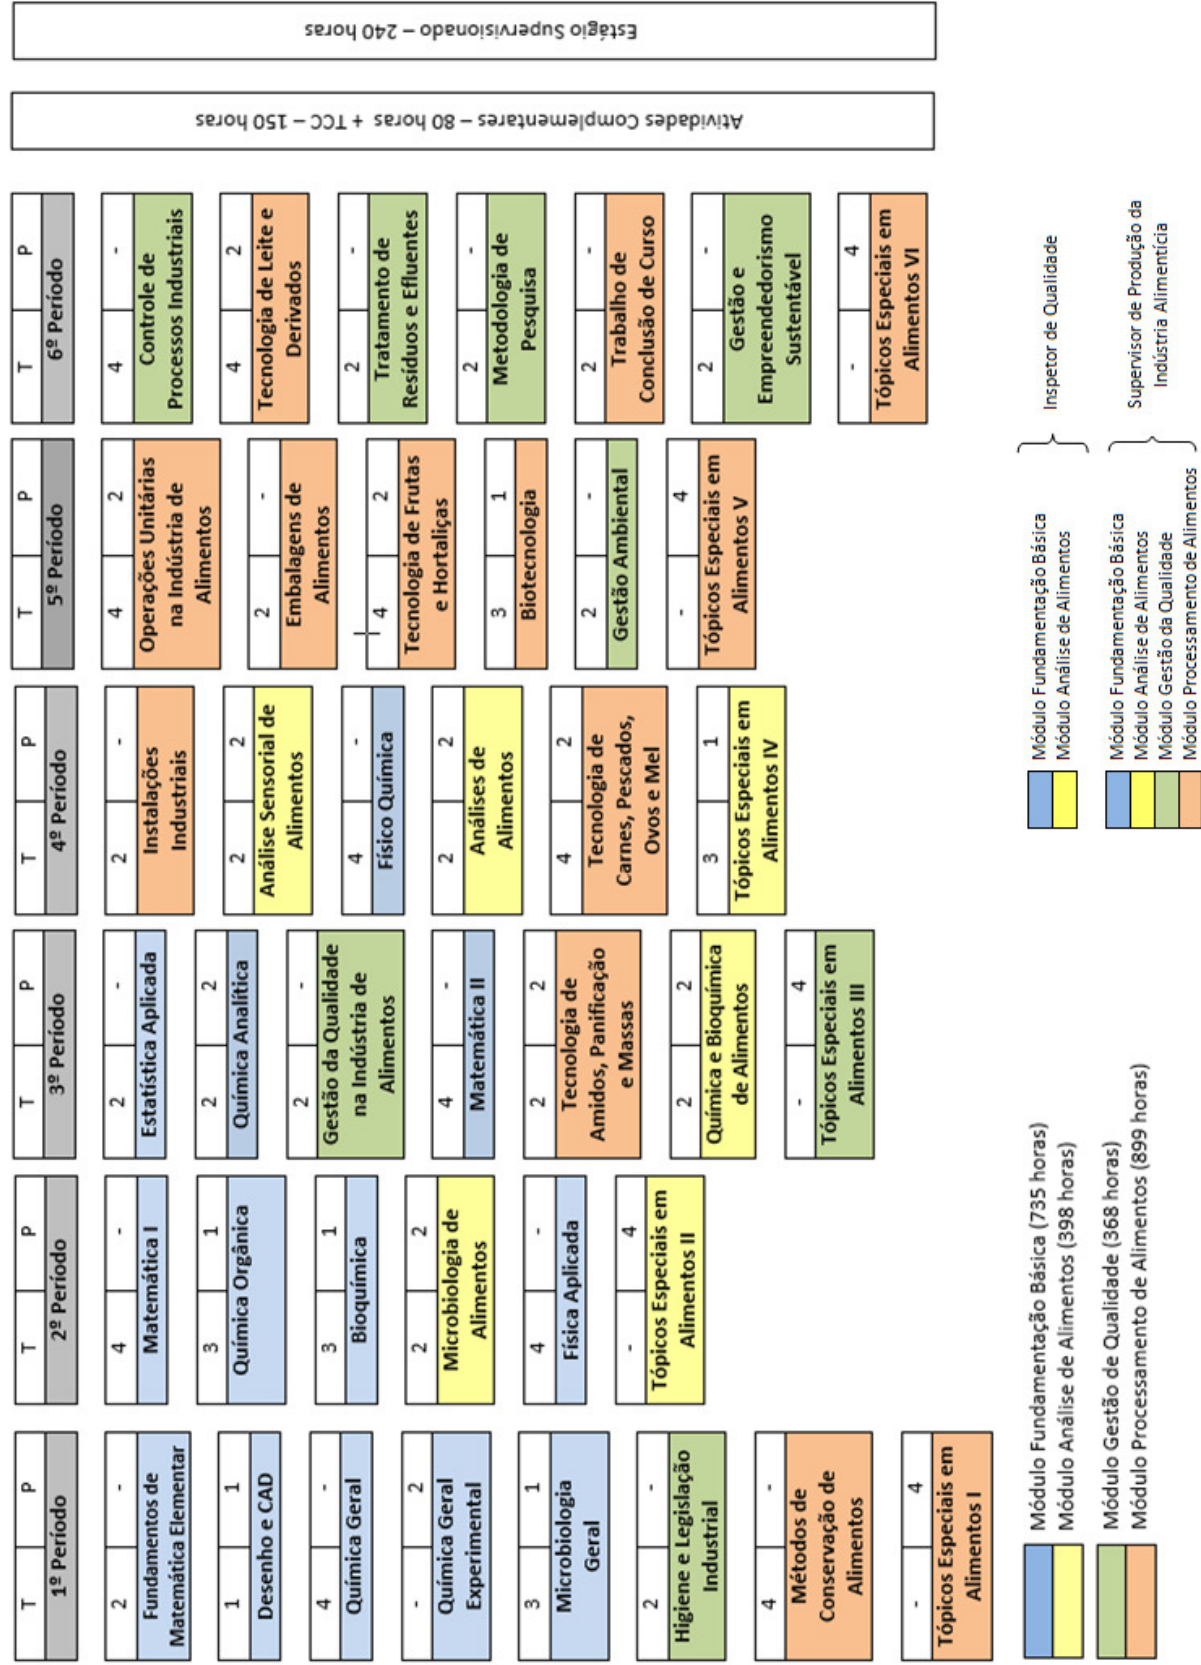 T P
1º Período
2 -
Fundamentos de
Matemática Elementar
1 1
Desenho e CAD
4 -
Química Geral
- 2
Química Geral
Experimental
3 1
Microbiologia
Geral
2 -
Higiene e Legislação
Industrial
4 -
Métodos de
Conservação de
Alimentos
- 4
Tópicos Especiais em
Alimentos I
T P
2º Período
4 -
Matemática I
3 1
Química Orgânica
3 1
Bioquímica
2 2
Microbiologia de
Alimentos
4 -
Física Aplicada
- 4
Tópicos Especiais em
Alimentos II
T P
3º Período
2 -
Estatística Aplicada
2 2
Química Analítica
2 -
Gestão da Qualidade
na Indústria de
Alimentos
4 -
Matemática II
2 2
Tecnologia de
Amidos, Panificação
e Massas
2 2
Química e Bioquímica
de Alimentos
- 4
Tópicos Especiais em
Alimentos III
T P
4º Período
2 -
Instalações
Industriais
2 2
Análise Sensorial de
Alimentos
4 -
Físico Química
2 2
Análises de
Alimentos
4 2
Tecnologia de
Carnes, Pescados,
Ovos e Mel
3 1
Tópicos Especiais em
Alimentos IV
T P
5º Período
4 2
Operações Unitárias
na Indústria de
Alimentos
2 -
Embalagens de
Alimentos
4 2
Tecnologia de Frutas
e Hortaliças
3 1
Biotecnologia
2 -
Gestão Ambiental
- 4
Tópicos Especiais em
Alimentos V
T P
6º Período
4 -
Controle de
Processos Industriais
4 2
Tecnologia de Leite e
Derivados
2 -
Tratamento de
Resíduos e Efluentes
2 -
Metodologia de
Pesquisa
2 -
Trabalho de
Conclusão de Curso
2 -
Gestão e
Empreendedorismo
Sustentável
- 4
Tópicos Especiais em
Alimentos VI
Atividades Complementares – 80 horas + TCC – 150 horas
Estágio Supervisionado – 240 horas
Módulo Fundamentação Básica (735 horas)
Módulo Análise de Alimentos (398 horas)
Módulo Gestão de Qualidade (368 horas)
Módulo Processamento de Alimentos (899 horas)
Módulo Fundamentação Básica
Módulo Análise de Alimentos
Inspetor de Qualidade
Módulo Fundamentação Básica
Módulo Análise de Alimentos
Módulo Gestão da Qualidade
Módulo Processamento de Alimentos
Supervisor de Produção da
Indústria Alimentícia